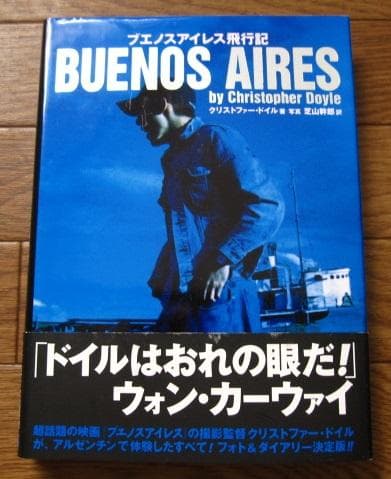 ブエノスアイレス飛行記
BUENOS AIRES
by Christopher Doyle
クリストファー・ドイル 著 写真 芝山幹郎 訳
「ドイルはおれの眼だ!」
ウォン・カーウァイ
超話題の映画『ブエノスアイレス』の撮影監督クリストファー・ドイル
が、アルゼンチンで体験したすべて!フォト&ダイアリー決定版!!